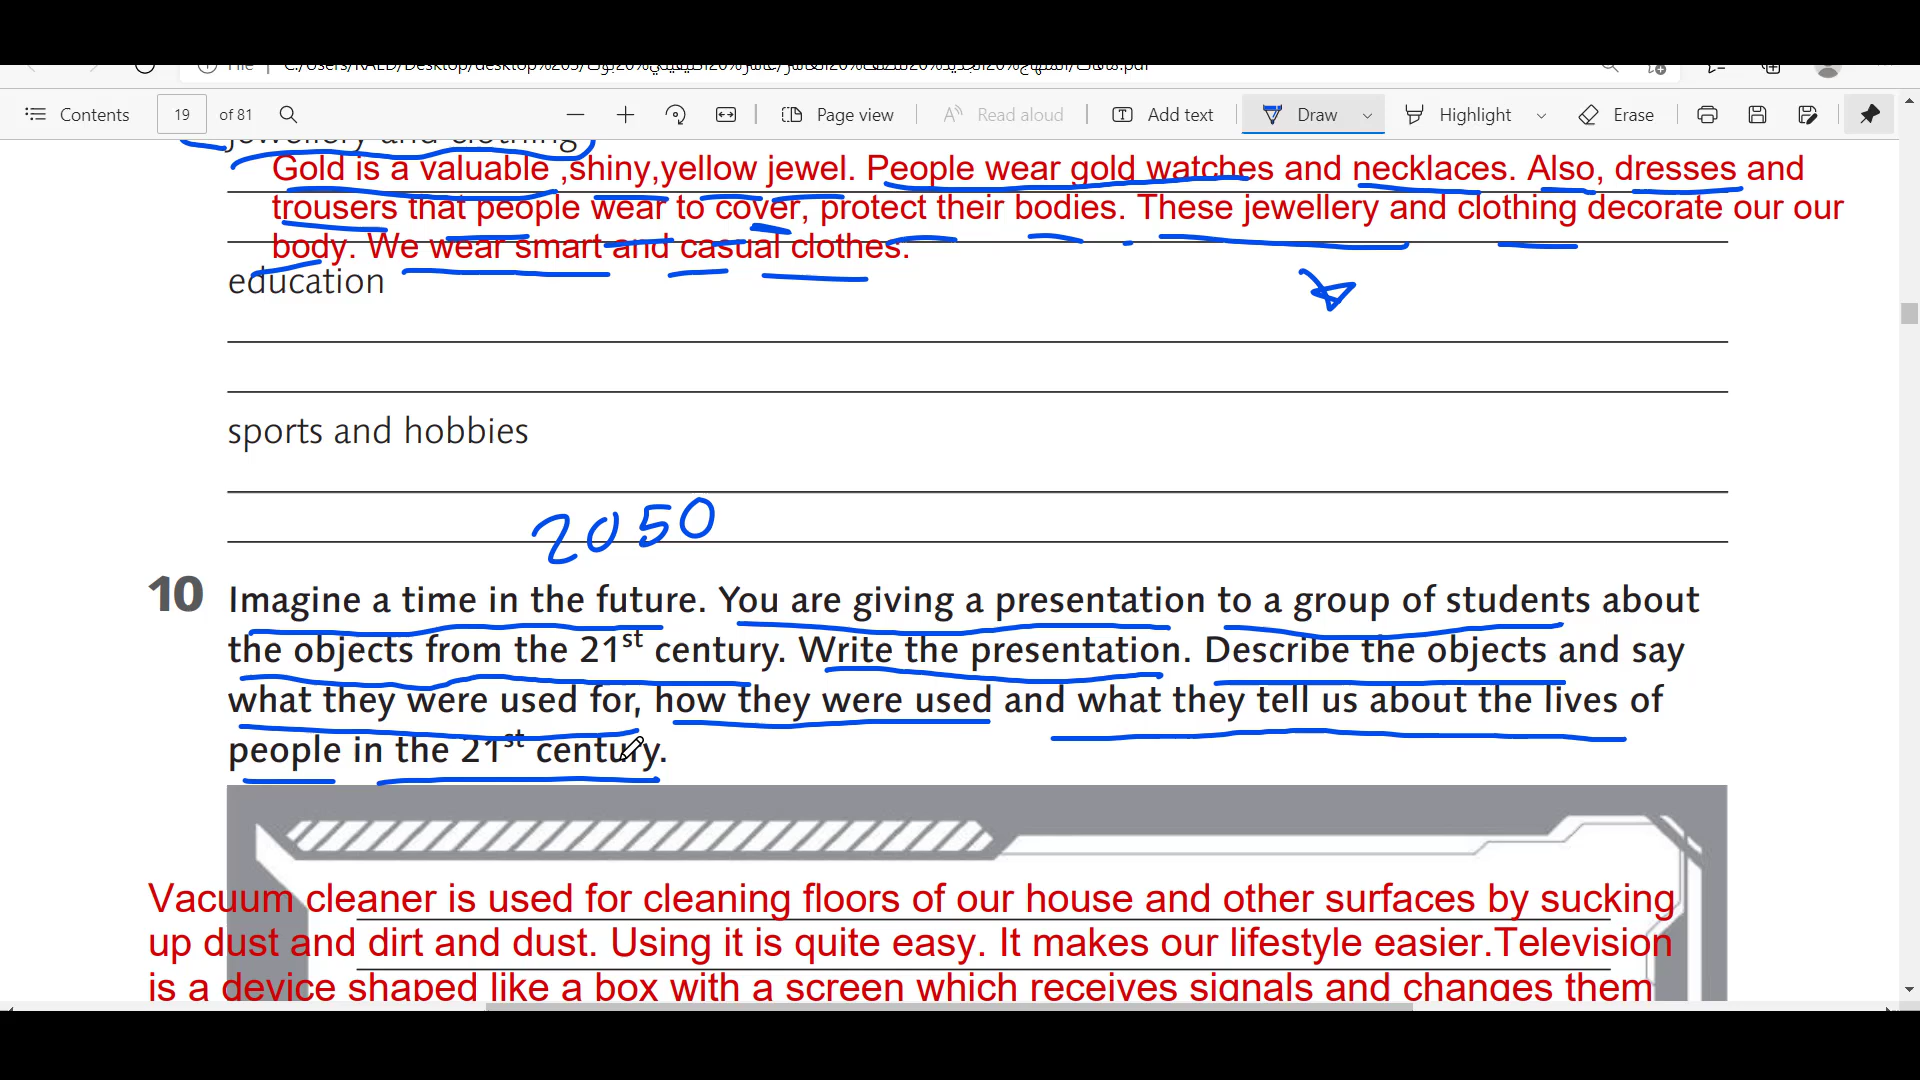 Contents 19 of 81 Page view Read aloud Add text Draw Highlight Erase
jewellery and clothing
Gold is a valuable ,shiny,yellow jewel. People wear gold watches and necklaces. Also, dresses and
trousers that people wear to cover, protect their bodies. These jewellery and clothing decorate our our
body. We wear smart and casual clothes.
education
sports and hobbies
2050
10 Imagine a time in the future. You are giving a presentation to a group of students about
the objects from the 21st century. Write the presentation. Describe the objects and say
what they were used for, how they were used and what they tell us about the lives of
people in the 21st century.
Vacuum cleaner is used for cleaning floors of our house and other surfaces by sucking
up dust and dirt and dust. Using it is quite easy. It makes our lifestyle easier.Television
is a device shaped like a box with a screen which receives signals and changes them